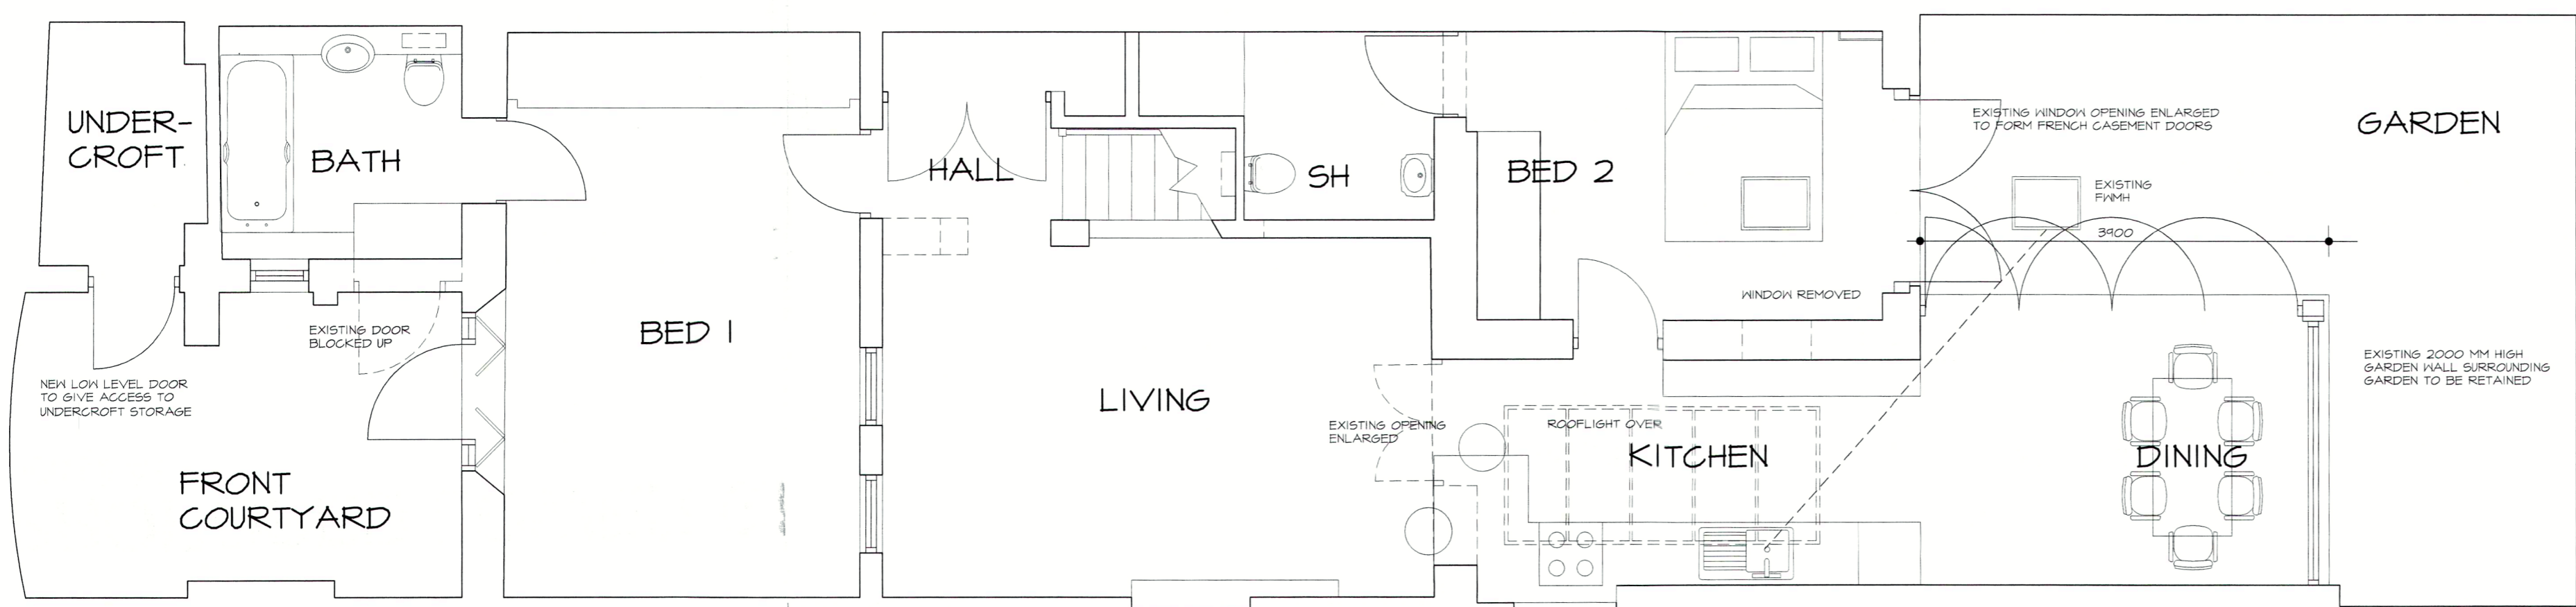 UNDER-
CROFT
BATH
HALL
SH
BED 2
EXISTING WINDOW OPENING ENLARGED
TO FORM FRENCH CASEMENT DOORS
GARDEN
EXISTING
FWMH
3900
WINDOW REMOVED
EXISTING DOOR
BLOCKED UP
BED 1
NEW LOW LEVEL DOOR
TO GIVE ACCESS TO
UNDERCROFT STORAGE
LIVING
EXISTING OPENING
ENLARGED
ROOFLIGHT OVER
KITCHEN
DINING
EXISTING 2000 MM HIGH
GARDEN WALL SURROUNDING
GARDEN TO BE RETAINED
FRONT
COURTYARD